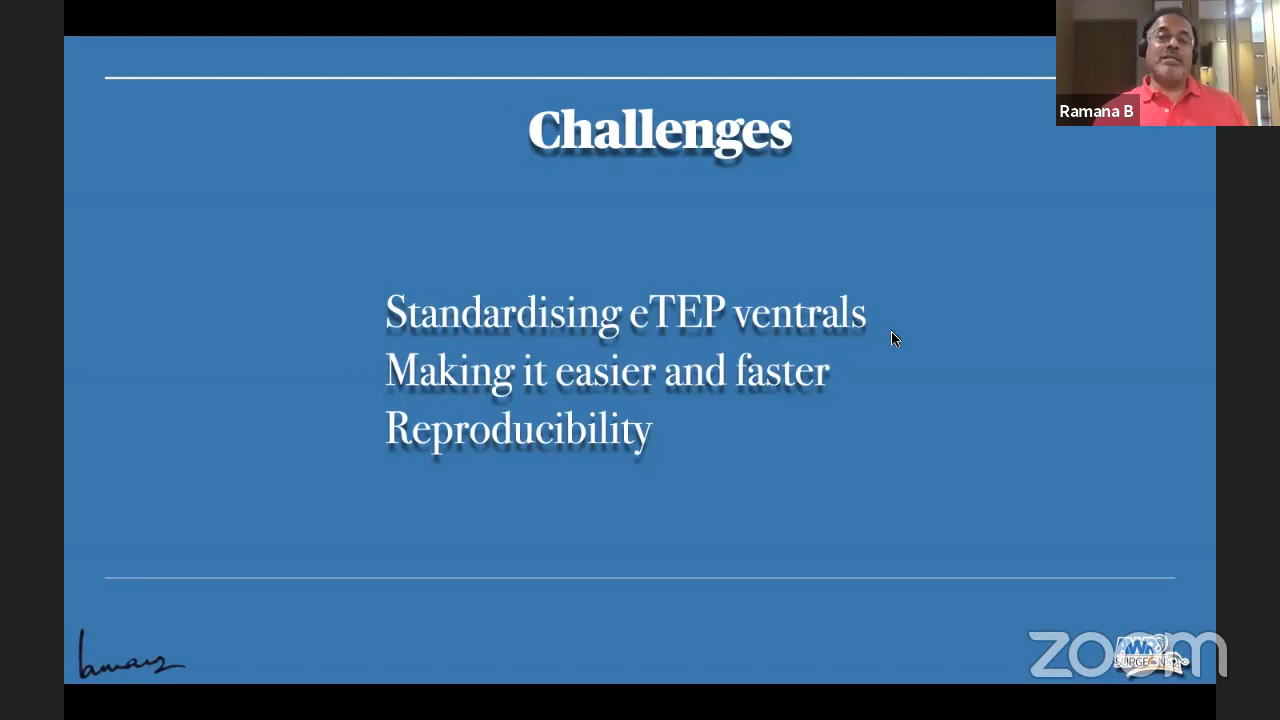 Ramana B
Challenges
Standardising eTEP ventrals
Making it easier and faster
Reproducibility
zoom